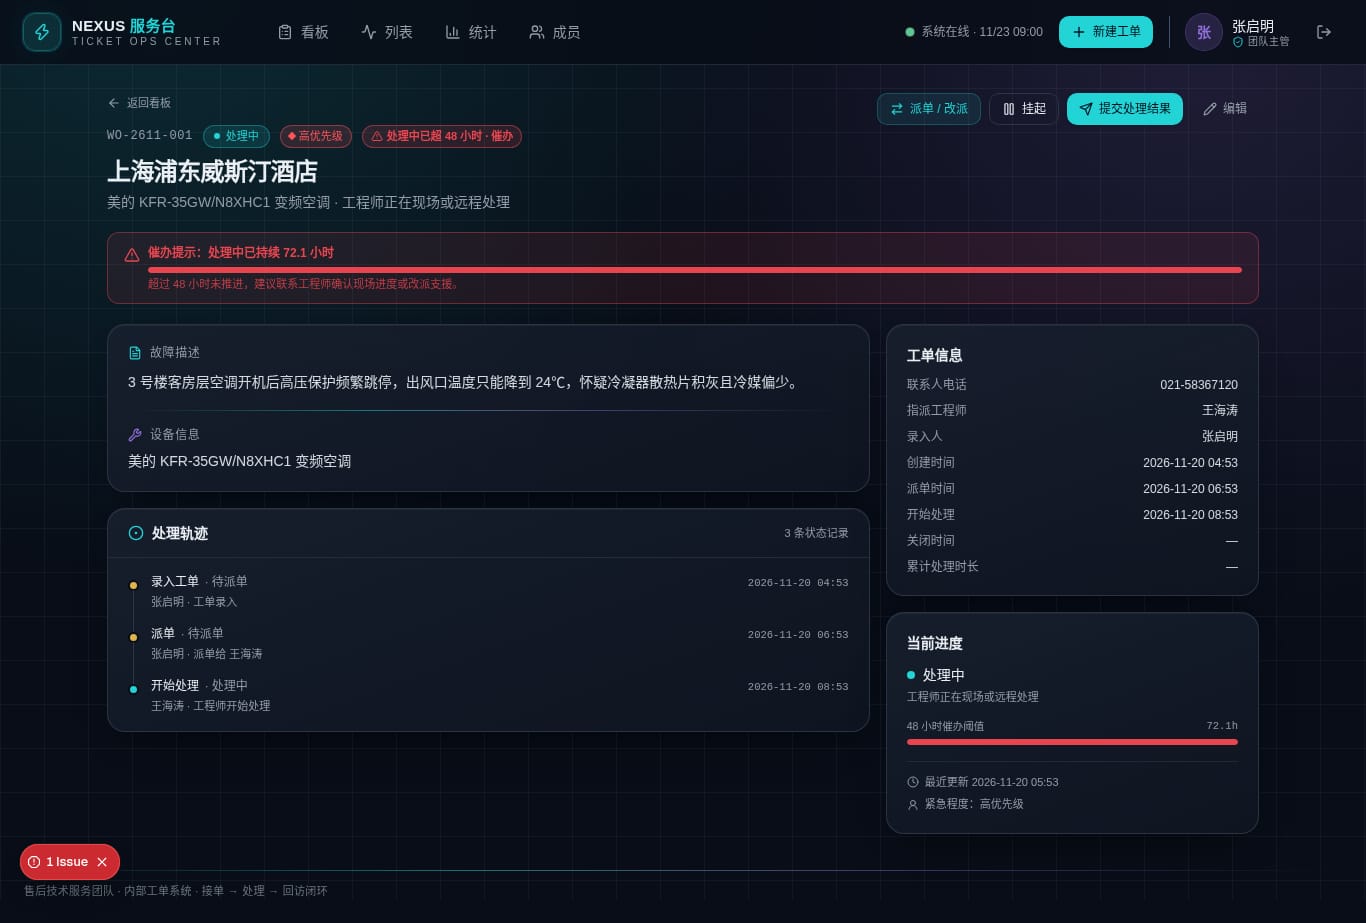 NEXUS 服务台
TICKET OPS CENTER
看板
列表
统计
成员
系统在线 · 11/23 09:00
新建工单
张
张启明
团队主管
返回看板
派单 / 改派
挂起
提交处理结果
编辑
WO-2611-001
处理中
高优先级
处理中已超 48 小时 · 催办
上海浦东威斯汀酒店
美的 KFR-35GW/N8XHC1 变频空调 · 工程师正在现场或远程处理
催办提示：处理中已持续 72.1 小时
超过 48 小时未推进，建议联系工程师确认现场进度或改派支援。
故障描述
3 号楼客房层空调开机后高压保护频繁跳停，出风口温度只能降到 24℃，怀疑冷凝器散热片积灰且冷媒偏少。
设备信息
美的 KFR-35GW/N8XHC1 变频空调
处理轨迹
3 条状态记录
录入工单 · 待派单
2026-11-20 04:53
张启明 · 工单录入
派单 · 待派单
2026-11-20 06:53
张启明 · 派单给 王海涛
开始处理 · 处理中
2026-11-20 08:53
王海涛 · 工程师开始处理
工单信息
联系人电话 021-58367120
指派工程师 王海涛
录入人 张启明
创建时间 2026-11-20 04:53
派单时间 2026-11-20 06:53
开始处理 2026-11-20 08:53
关闭时间 —
累计处理时长 —
当前进度
处理中
工程师正在现场或远程处理
48 小时催办阈值 72.1h
最近更新 2026-11-20 05:53
紧急程度：高优先级
1 Issue
售后技术服务团队 · 内部工单系统 · 接单 → 处理 → 回访闭环